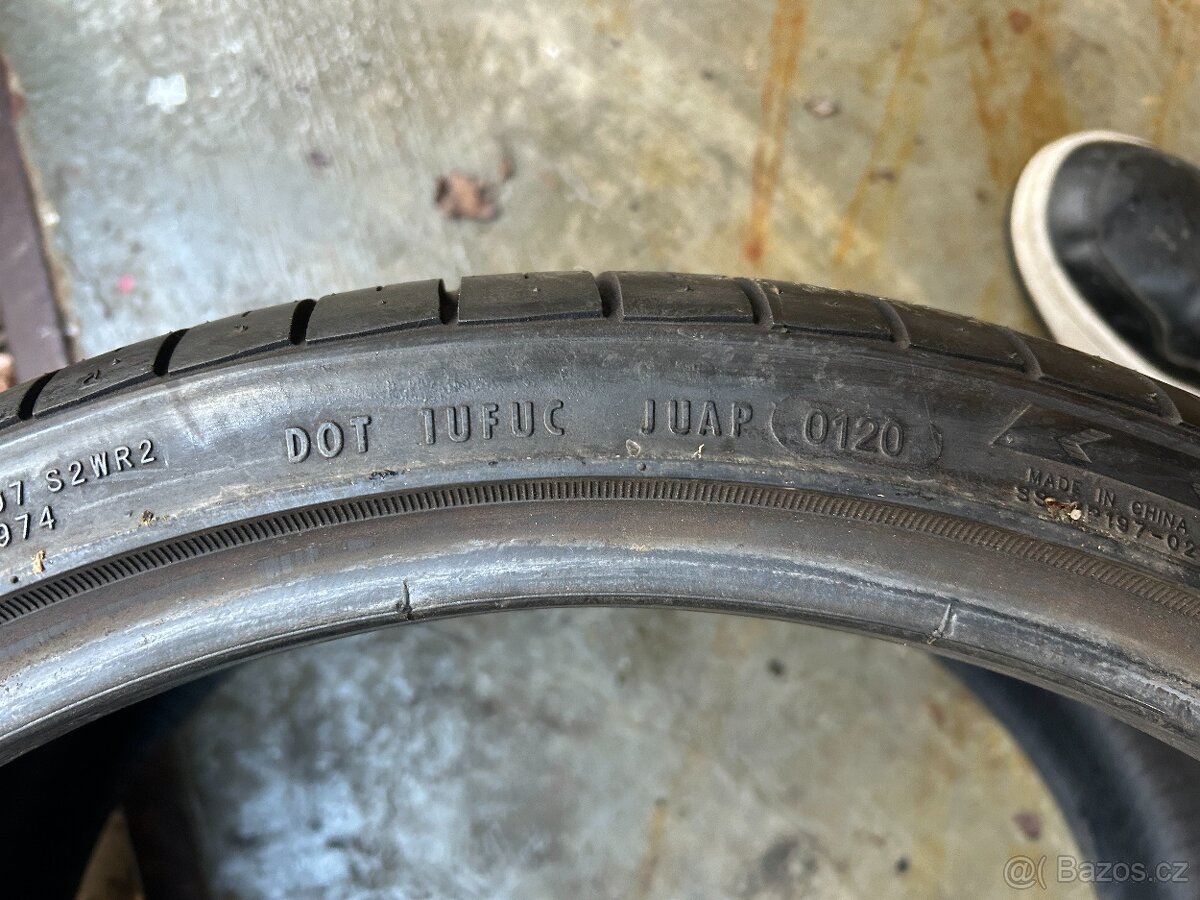 S2WR2
974
DOT 1UFUC JUAP 0120
MADE IN CHINA
@ Bazos.cz